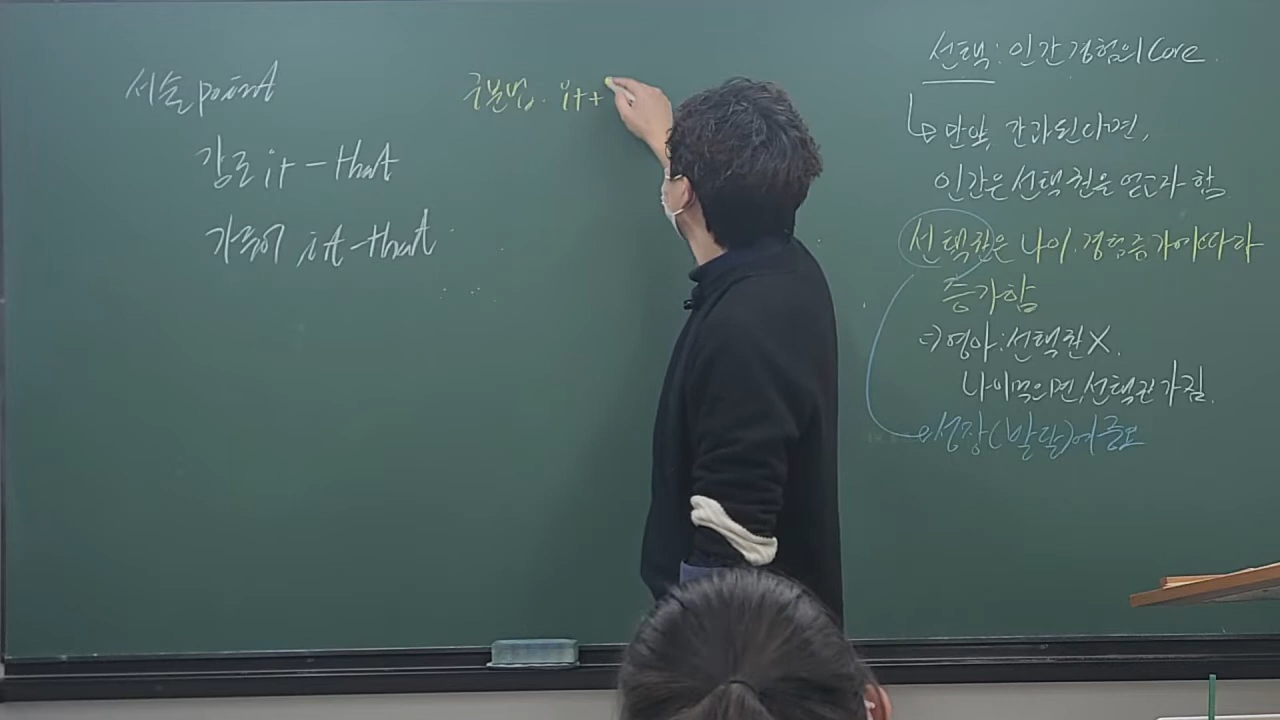 서술 point
강조 it - that
가주어 it - that
구분법. it +
선택 : 인간 경험의 Core.
만약, 간과된다면,
인간은 선택권을 얻고자 함
선택권은 나이·경험 증가에 따라
증가함
=> 영아 : 선택권 X.
나이 먹으면, 선택권 가짐.
성장(발달)에 중요